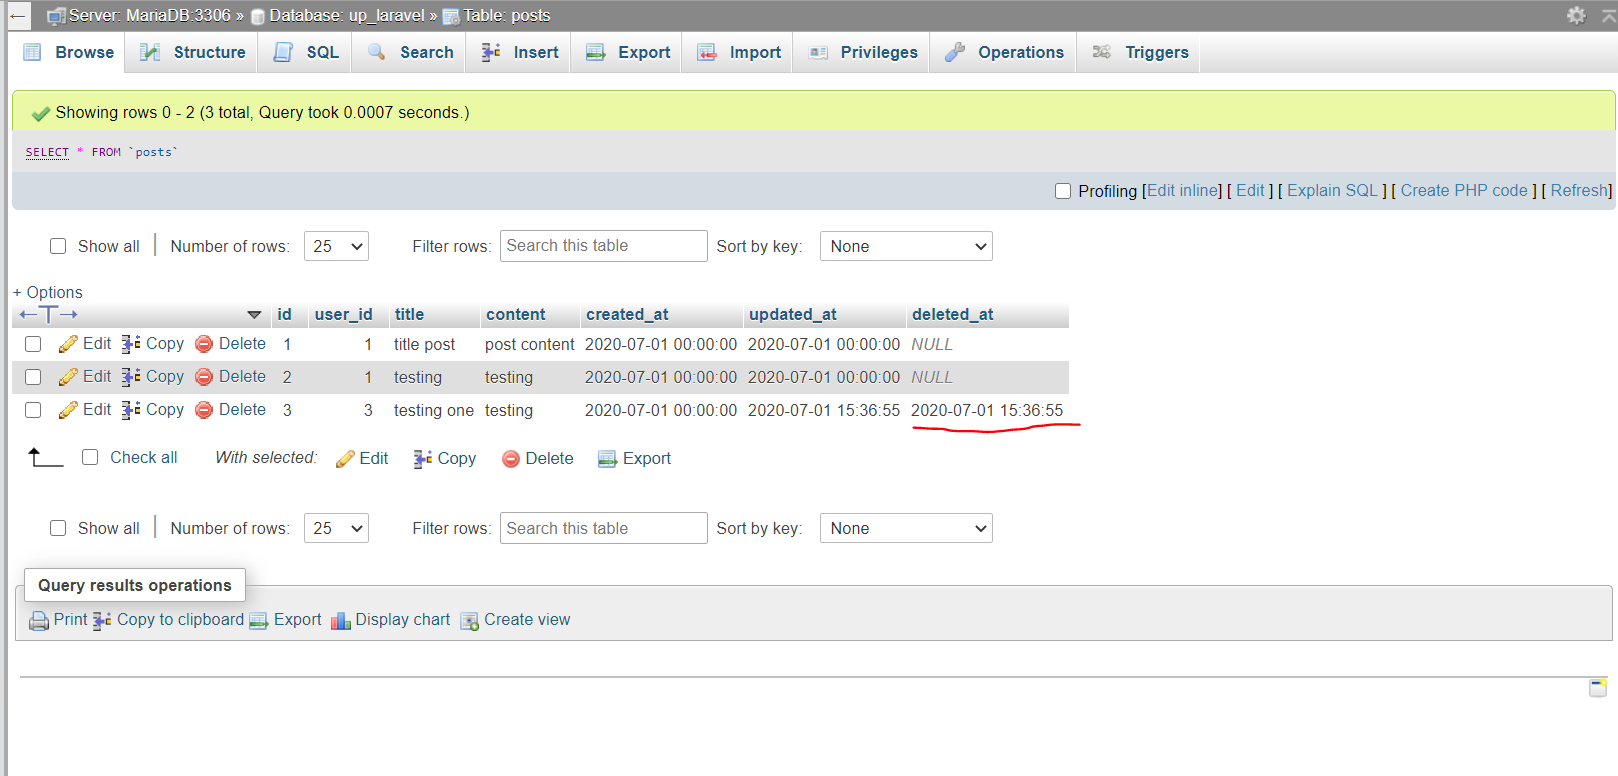 ← Server: MariaDB:3306 » Database: up_laravel » Table: posts
Browse Structure SQL Search Insert Export Import Privileges Operations Triggers
Showing rows 0 - 2 (3 total, Query took 0.0007 seconds.)
SELECT * FROM `posts`
Profiling [Edit inline] [ Edit ] [ Explain SQL ] [ Create PHP code ] [ Refresh]
Show all | Number of rows: 25 Filter rows: Search this table Sort by key: None
+ Options
←T→ id user_id title content created_at updated_at deleted_at
Edit Copy Delete 1 1 title post post content 2020-07-01 00:00:00 2020-07-01 00:00:00 NULL
Edit Copy Delete 2 1 testing testing 2020-07-01 00:00:00 2020-07-01 00:00:00 NULL
Edit Copy Delete 3 3 testing one testing 2020-07-01 00:00:00 2020-07-01 15:36:55 2020-07-01 15:36:55
Check all With selected: Edit Copy Delete Export
Show all | Number of rows: 25 Filter rows: Search this table Sort by key: None
Query results operations
Print Copy to clipboard Export Display chart Create view